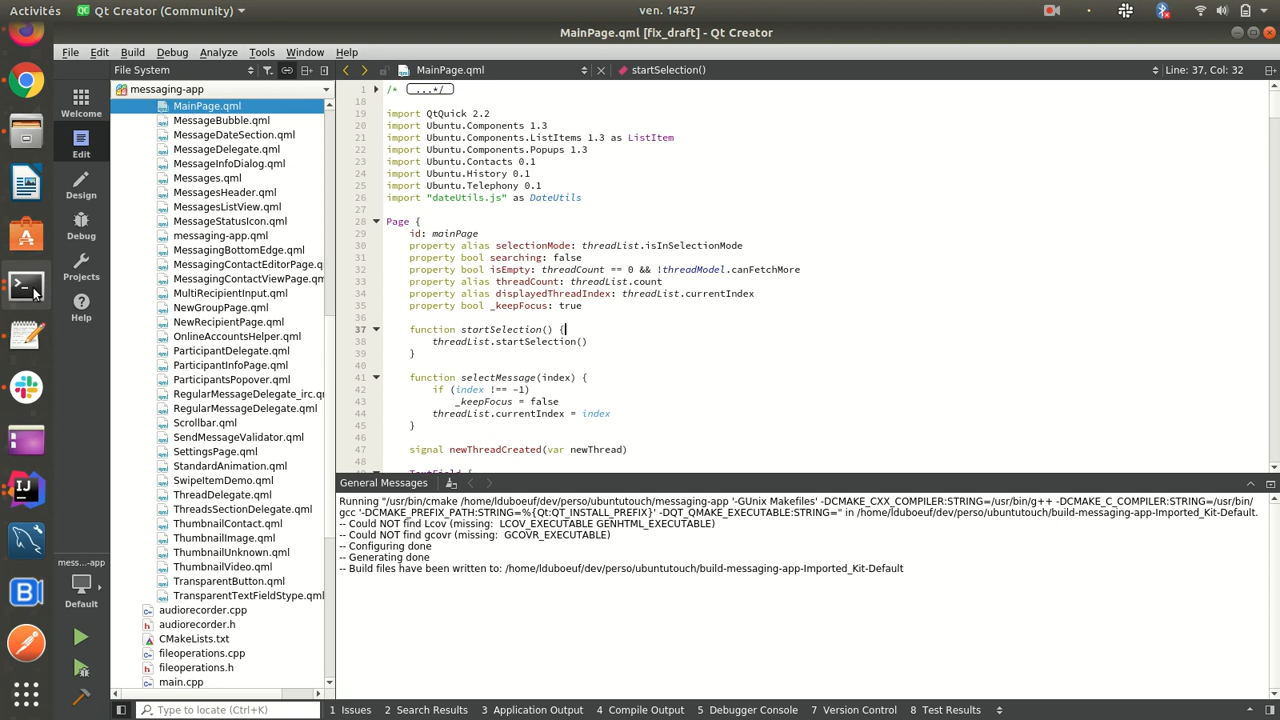 Activités
Qt Creator (Community)
ven. 14:37
MainPage.qml [fix_draft] - Qt Creator
File Edit Build Debug Analyze Tools Window Help
File System
MainPage.qml
startSelection()
Line: 37, Col: 32
messaging-app
Welcome
Edit
Design
Debug
Projects
Help
mess...-app
Default
MainPage.qml
MessageBubble.qml
MessageDateSection.qml
MessageDelegate.qml
MessageInfoDialog.qml
Messages.qml
MessagesHeader.qml
MessagesListView.qml
MessageStatusIcon.qml
messaging-app.qml
MessagingBottomEdge.qml
MessagingContactEditorPage.q
MessagingContactViewPage.qm
MultiRecipientInput.qml
NewGroupPage.qml
NewRecipientPage.qml
OnlineAccountsHelper.qml
ParticipantDelegate.qml
ParticipantInfoPage.qml
ParticipantsPopover.qml
RegularMessageDelegate_irc.qn
RegularMessageDelegate.qml
Scrollbar.qml
SendMessageValidator.qml
SettingsPage.qml
StandardAnimation.qml
SwipeItemDemo.qml
ThreadDelegate.qml
ThreadsSectionDelegate.qml
ThumbnailContact.qml
ThumbnailImage.qml
ThumbnailUnknown.qml
ThumbnailVideo.qml
TransparentButton.qml
TransparentTextFieldStype.qml
audiorecorder.cpp
audiorecorder.h
CMakeLists.txt
fileoperations.cpp
fileoperations.h
main.cpp
1 /* ...*/
18
19 import QtQuick 2.2
20 import Ubuntu.Components 1.3
21 import Ubuntu.Components.ListItems 1.3 as ListItem
22 import Ubuntu.Components.Popups 1.3
23 import Ubuntu.Contacts 0.1
24 import Ubuntu.History 0.1
25 import Ubuntu.Telephony 0.1
26 import "dateUtils.js" as DateUtils
27
28 Page {
29 id: mainPage
30 property alias selectionMode: threadList.isInSelectionMode
31 property bool searching: false
32 property bool isEmpty: threadCount == 0 && !threadModel.canFetchMore
33 property alias threadCount: threadList.count
34 property alias displayedThreadIndex: threadList.currentIndex
35 property bool _keepFocus: true
36
37 function startSelection() {
38 threadList.startSelection()
39 }
40
41 function selectMessage(index) {
42 if (index !== -1)
43 _keepFocus = false
44 threadList.currentIndex = index
45 }
46
47 signal newThreadCreated(var newThread)
48
TextField {
General Messages
Running "/usr/bin/cmake /home/lduboeuf/dev/perso/ubuntutouch/messaging-app '-GUnix Makefiles' -DCMAKE_CXX_COMPILER:STRING=/usr/bin/g++ -DCMAKE_C_COMPILER:STRING=/usr/bin/
gcc '-DCMAKE_PREFIX_PATH:STRING=%{Qt:QT_INSTALL_PREFIX}' -DQT_QMAKE_EXECUTABLE:STRING=" in /home/lduboeuf/dev/perso/ubuntutouch/build-messaging-app-Imported_Kit-Default.
-- Could NOT find Lcov (missing: LCOV_EXECUTABLE GENHTML_EXECUTABLE)
-- Could NOT find gcovr (missing: GCOVR_EXECUTABLE)
-- Configuring done
-- Generating done
-- Build files have been written to: /home/lduboeuf/dev/perso/ubuntutouch/build-messaging-app-Imported_Kit-Default
Type to locate (Ctrl+K)
1 Issues 2 Search Results 3 Application Output 4 Compile Output 5 Debugger Console 7 Version Control 8 Test Results